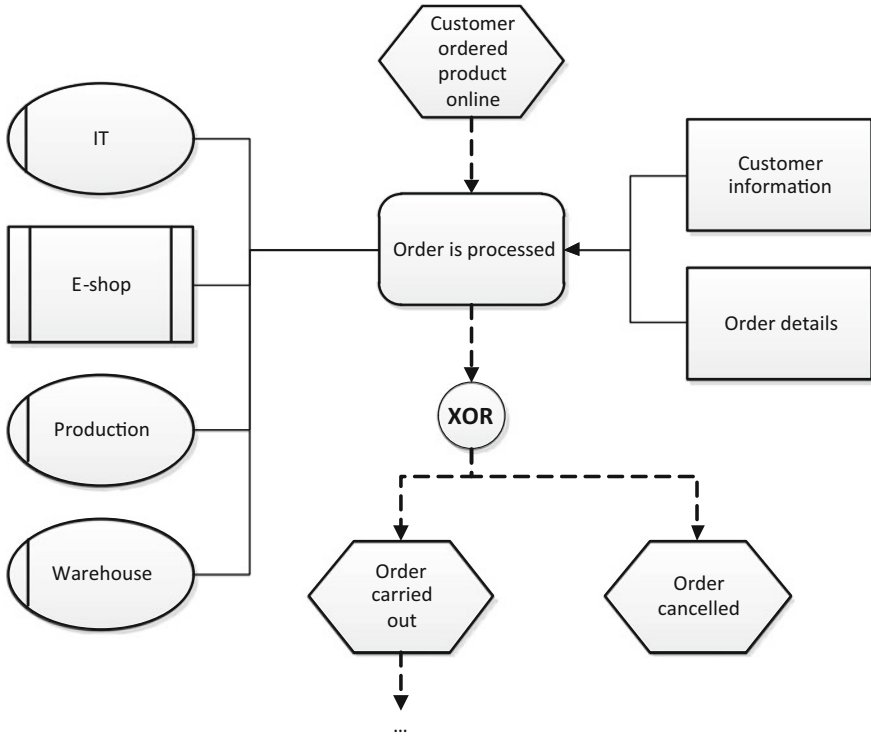 Customer
ordered
product
online
IT
Customer
information
Order is processed
E-shop
Order details
Production
XOR
Warehouse
Order
carried
out
Order
cancelled
...